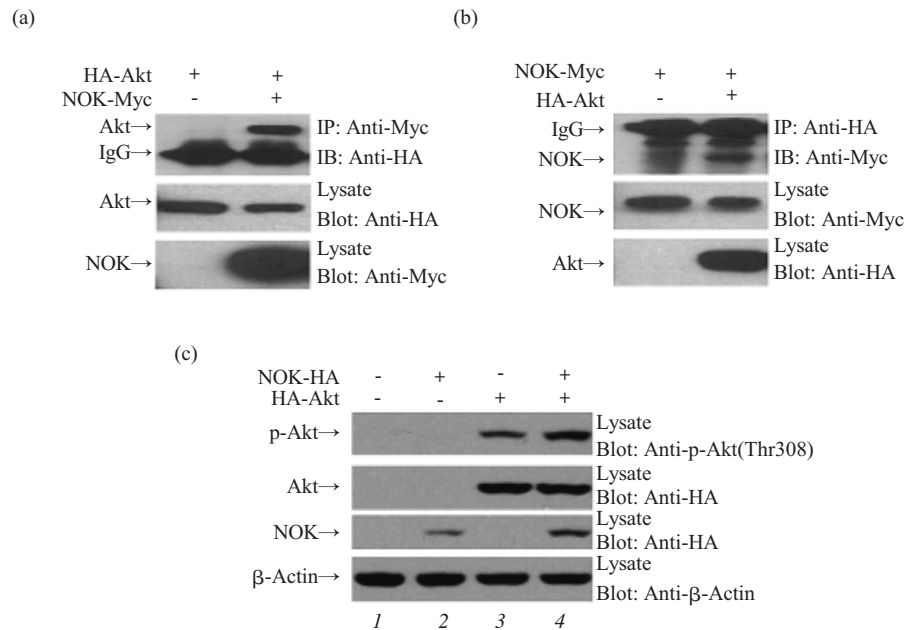 (a)
HA-Akt + +
NOK-Myc - +
Akt→ IP: Anti-Myc
IgG→ IB: Anti-HA
Akt→ Lysate
Blot: Anti-HA
NOK→ Lysate
Blot: Anti-Myc
(b)
NOK-Myc + +
HA-Akt - +
IgG→ IP: Anti-HA
NOK→ IB: Anti-Myc
Lysate
NOK→ Blot: Anti-Myc
Lysate
Akt→ Blot: Anti-HA
(c)
NOK-HA - + - +
HA-Akt - - + +
p-Akt→ Lysate
Blot: Anti-p-Akt(Thr308)
Akt→ Lysate
Blot: Anti-HA
NOK→ Lysate
Blot: Anti-HA
β-Actin→ Lysate
Blot: Anti-β-Actin
1 2 3 4